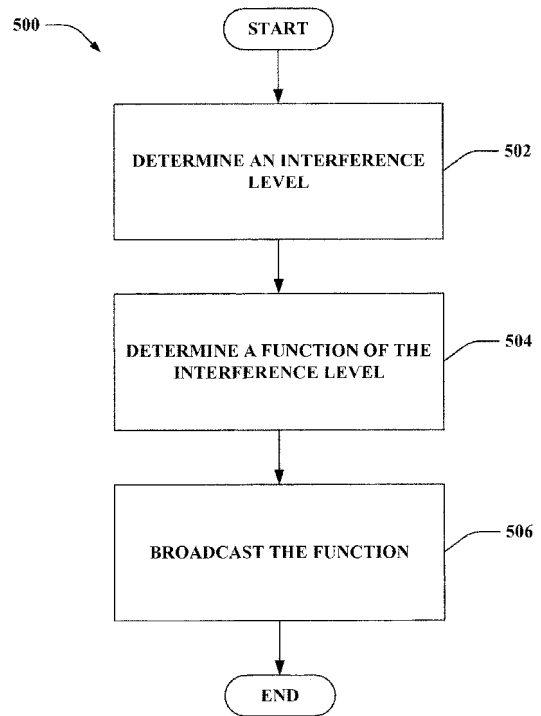 500
START
DETERMINE AN INTERFERENCE
LEVEL
502
DETERMINE A FUNCTION OF THE
INTERFERENCE LEVEL
504
BROADCAST THE FUNCTION
506
END